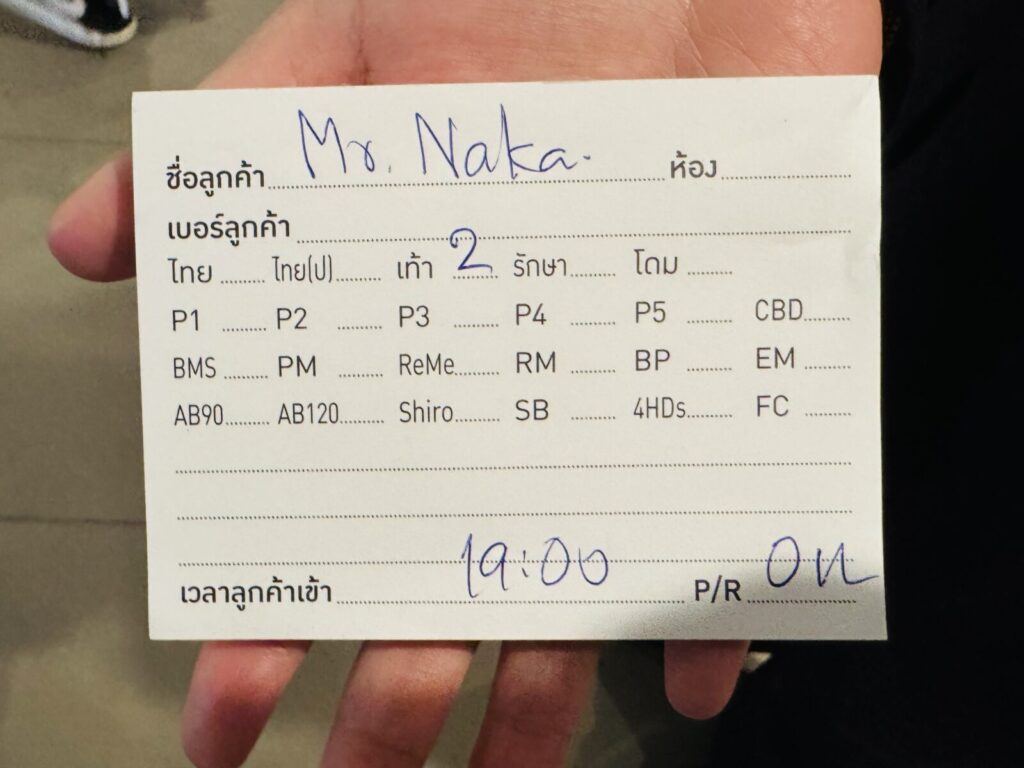 ชื่อลูกค้า Mr. Naka. ห้อง
เบอร์ลูกค้า
ไทย ไทย(ป) เท้า 2 รักษา โดม
P1 P2 P3 P4 P5 CBD
BMS PM ReMe RM BP EM
AB90 AB120 Shiro SB 4HDs FC
เวลาลูกค้าเข้า 19:00 P/R